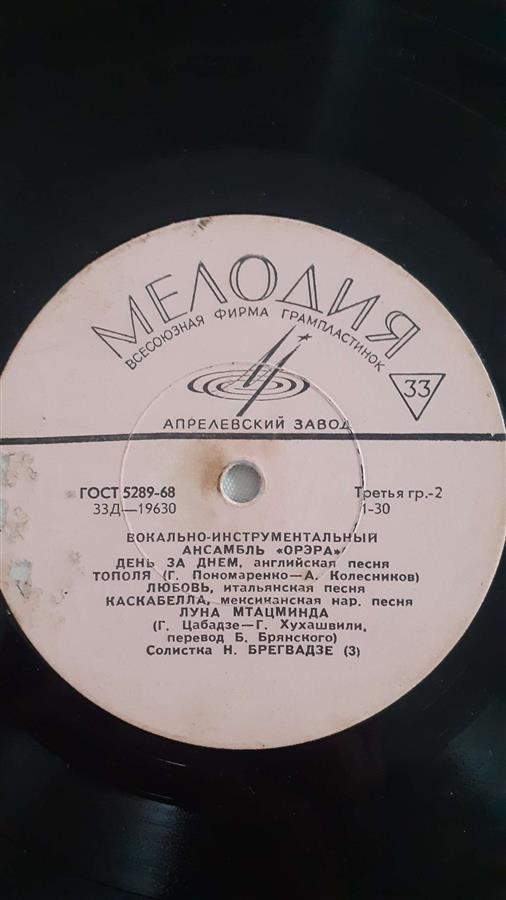 МЕЛОДИЯ
ВСЕСОЮЗНАЯ ФИРМА ГРАМПЛАСТИНОК
33
АПРЕЛЕВСКИЙ ЗАВОД
ГОСТ 5289-68
Третья гр.-2
33Д—19630
1-30
ВОКАЛЬНО-ИНСТРУМЕНТАЛЬНЫЙ
АНСАМБЛЬ «ОРЭРА»
ДЕНЬ ЗА ДНЕМ, английская песня
ТОПОЛЯ (Г. Пономаренко—А. Колесников)
ЛЮБОВЬ, итальянская песня
КАСКАБЕЛЛА, мексиканская нар. песня
ЛУНА МТАЦМИНДА
(Г. Цабадзе—Г. Хухашвили,
перевод Б. Брянского)
Солистка Н. БРЕГВАДЗЕ (3)